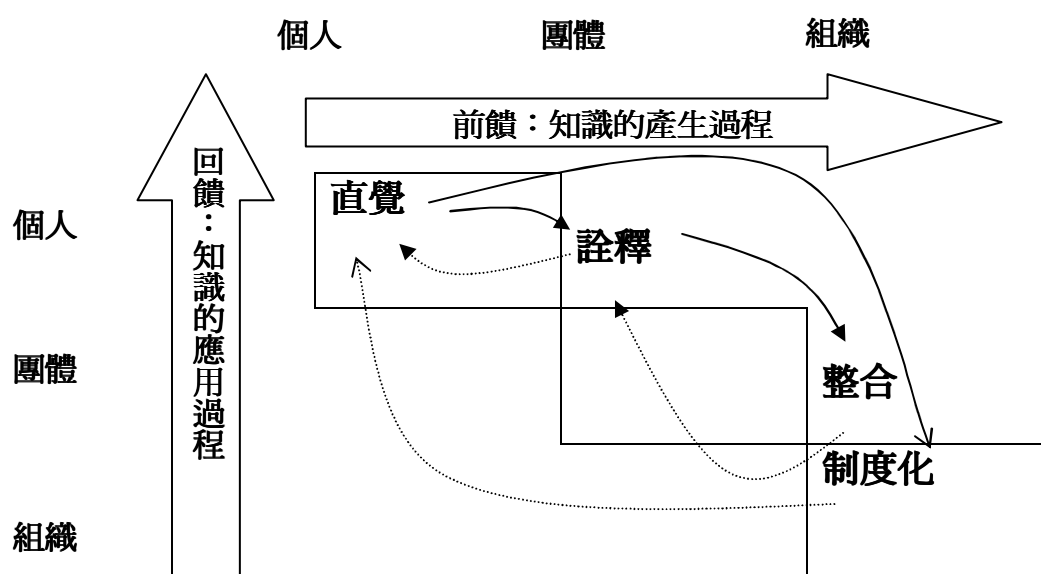 個人
團體
組織
前饋：知識的產生過程
回饋：知識的應用過程
直覺
個人
詮釋
團體
整合
制度化
組織